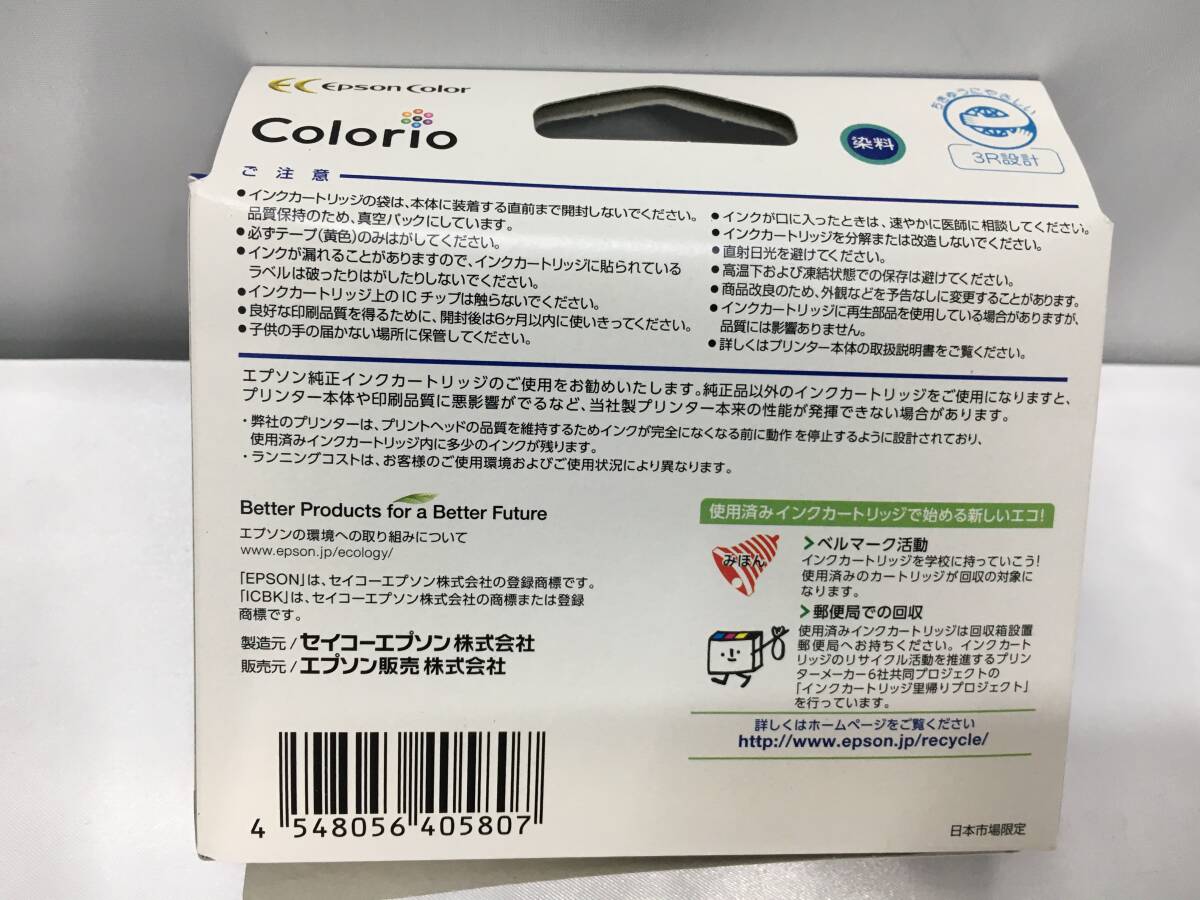 EC EPSON COLOR
Colorio
染料
ちきゅうにやさしい
3R設計
ご注意
●インクカートリッジの袋は、本体に装着する直前まで開封しないでください。
品質保持のため、真空パックにしています。
●必ずテープ(黄色)のみはがしてください。
●インクが漏れることがありますので、インクカートリッジに貼られている
ラベルは破ったりはがしたりしないでください。
●インクカートリッジ上のICチップは触らないでください。
●良好な印刷品質を得るために、開封後は6ヶ月以内に使いきってください。
●子供の手の届かない場所に保管してください。
●インクが口に入ったときは、速やかに医師に相談してください。
●インクカートリッジを分解または改造しないでください。
●直射日光を避けてください。
●高温下および凍結状態での保存は避けてください。
●商品改良のため、外観などを予告なしに変更することがあります。
●インクカートリッジに再生部品を使用している場合がありますが、
品質には影響ありません。
●詳しくはプリンター本体の取扱説明書をご覧ください。
エプソン純正インクカートリッジのご使用をお勧めいたします。純正品以外のインクカートリッジをご使用になりますと、
プリンター本体や印刷品質に悪影響がでるなど、当社製プリンター本来の性能が発揮できない場合があります。
・弊社のプリンターは、プリントヘッドの品質を維持するためインクが完全になくなる前に動作を停止するように設計されており、
使用済みインクカートリッジ内に多少のインクが残ります。
・ランニングコストは、お客様のご使用環境およびご使用状況により異なります。
Better Products for a Better Future
エプソンの環境への取り組みについて
www.epson.jp/ecology/
「EPSON」は、セイコーエプソン株式会社の登録商標です。
「ICBK」は、セイコーエプソン株式会社の商標または登録
商標です。
製造元/セイコーエプソン株式会社
販売元/エプソン販売株式会社
4 548056 405807
使用済みインクカートリッジで始める新しいエコ!
みほん
>ベルマーク活動
インクカートリッジを学校に持っていこう!
使用済みのカートリッジが回収の対象に
なります。
>郵便局での回収
使用済みインクカートリッジは回収箱設置
郵便局へお持ちください。インクカート
リッジのリサイクル活動を推進するプリン
ターメーカー6社共同プロジェクトの
「インクカートリッジ里帰りプロジェクト」
を行っています。
詳しくはホームページをご覧ください
http://www.epson.jp/recycle/
日本市場限定